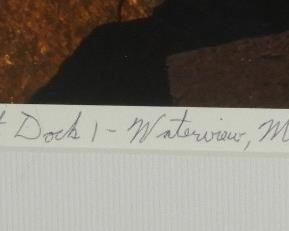 Dock 1 - Waterview, M